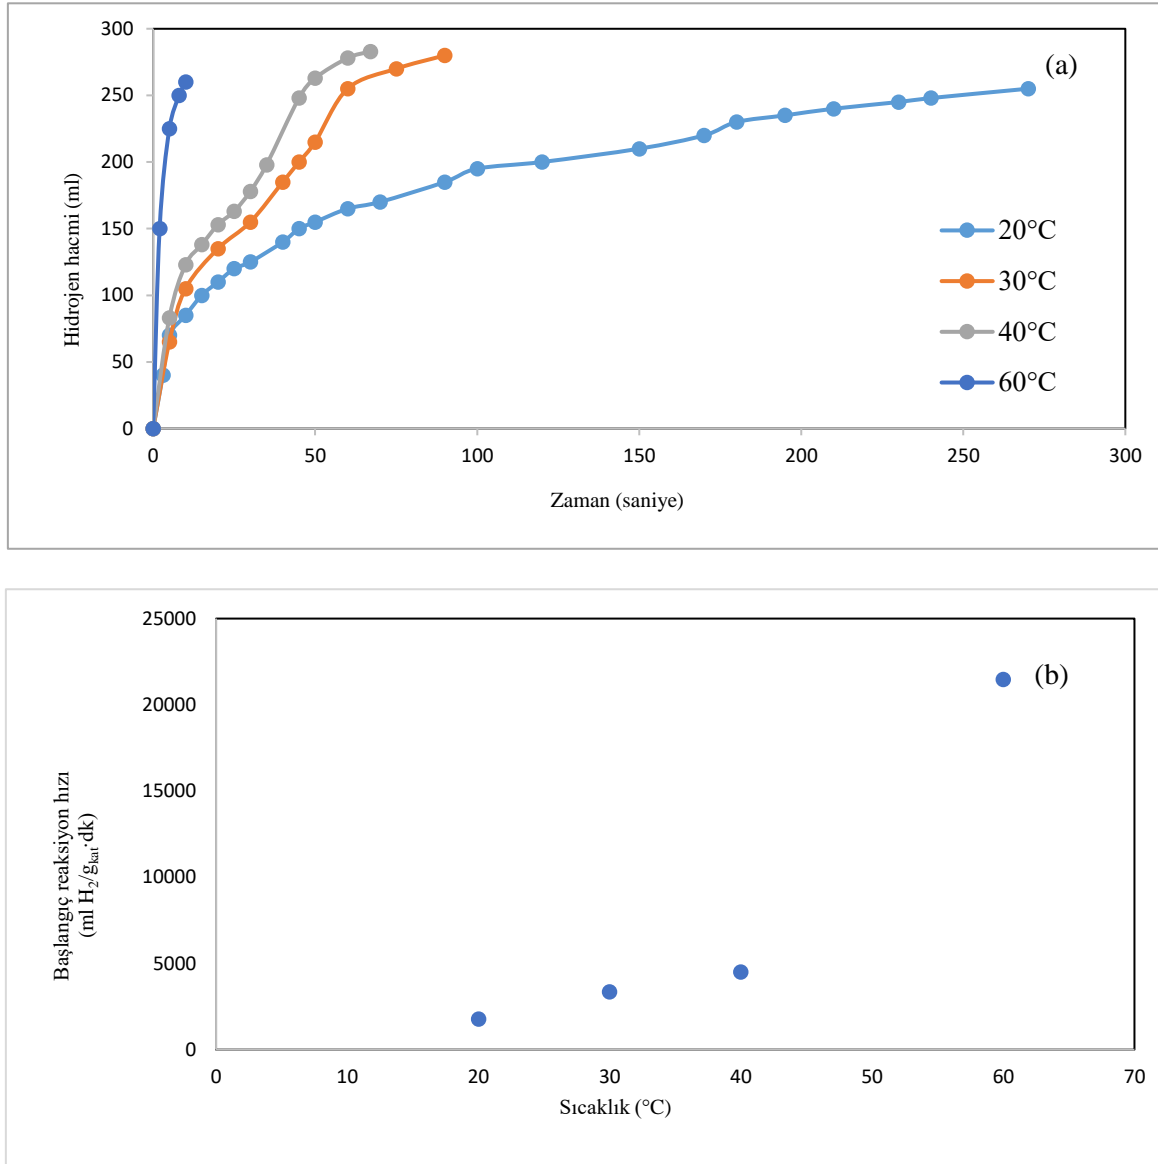 300
250
200
150
100
50
0
Hidrojen hacmi (ml)
(a)
20°C
30°C
40°C
60°C
0 50 100 150 200 250 300
Zaman (saniye)
25000
20000
15000
10000
5000
0
Başlangıç reaksiyon hızı
(ml H₂/gₖₐₜ·dk)
(b)
0 10 20 30 40 50 60 70
Sıcaklık (°C)